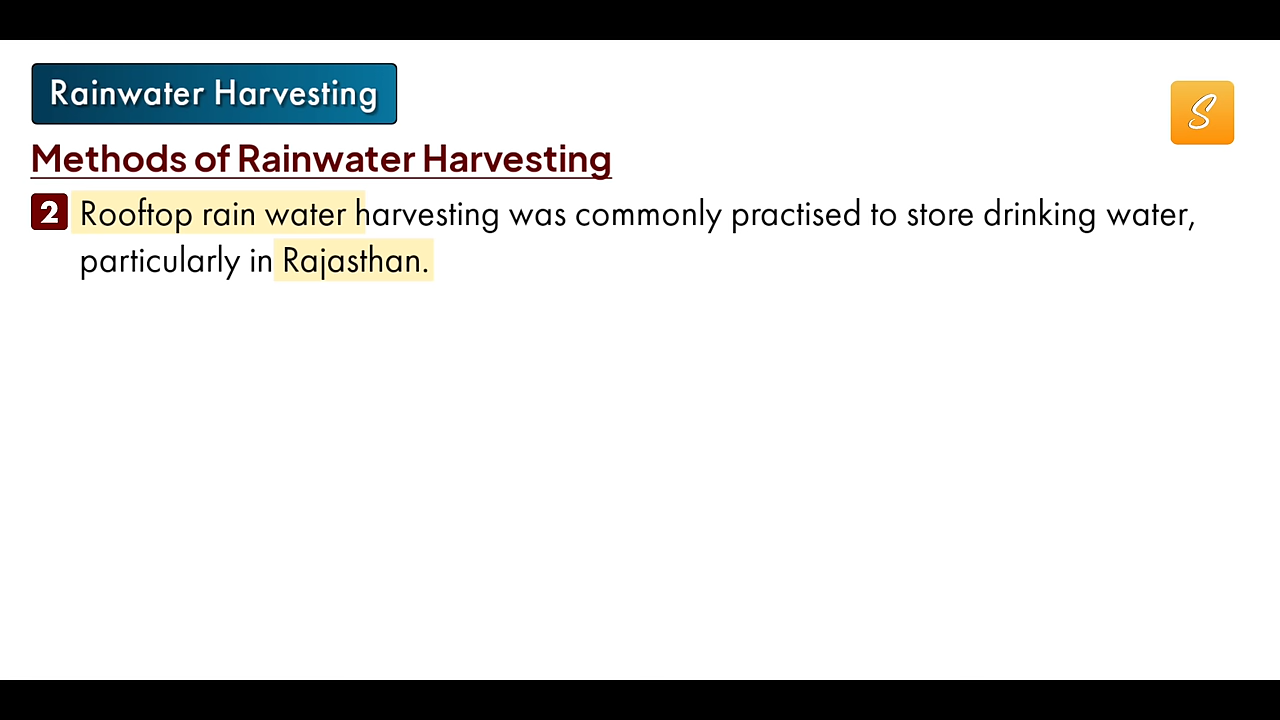 Rainwater Harvesting
S
Methods of Rainwater Harvesting
2 Rooftop rain water harvesting was commonly practised to store drinking water,
particularly in Rajasthan.